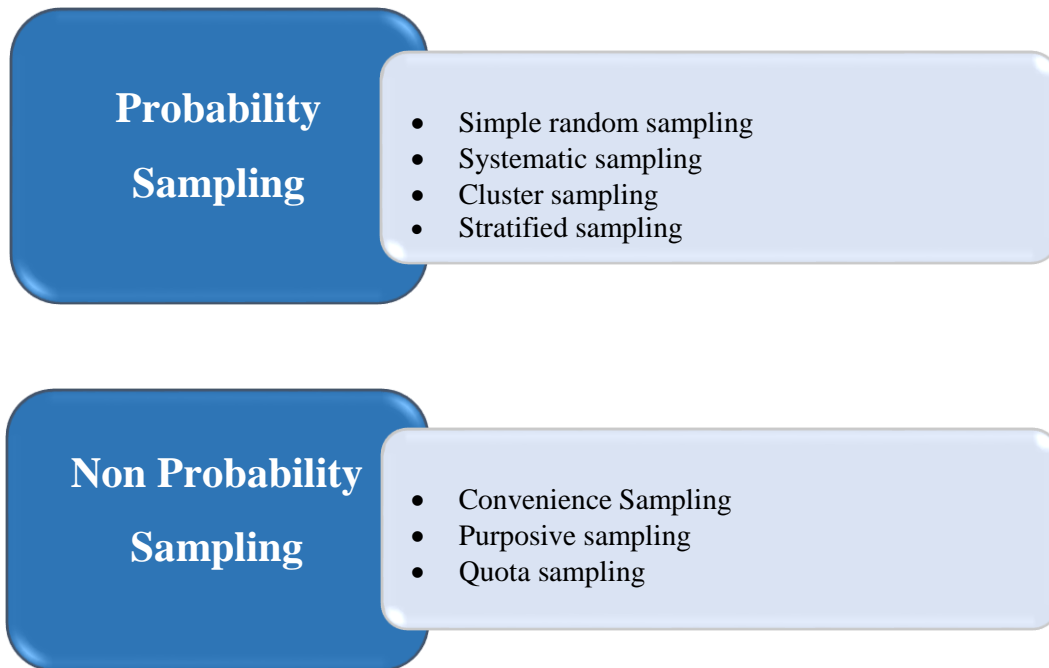 Probability
Sampling
• Simple random sampling
• Systematic sampling
• Cluster sampling
• Stratified sampling
Non Probability
Sampling
• Convenience Sampling
• Purposive sampling
• Quota sampling